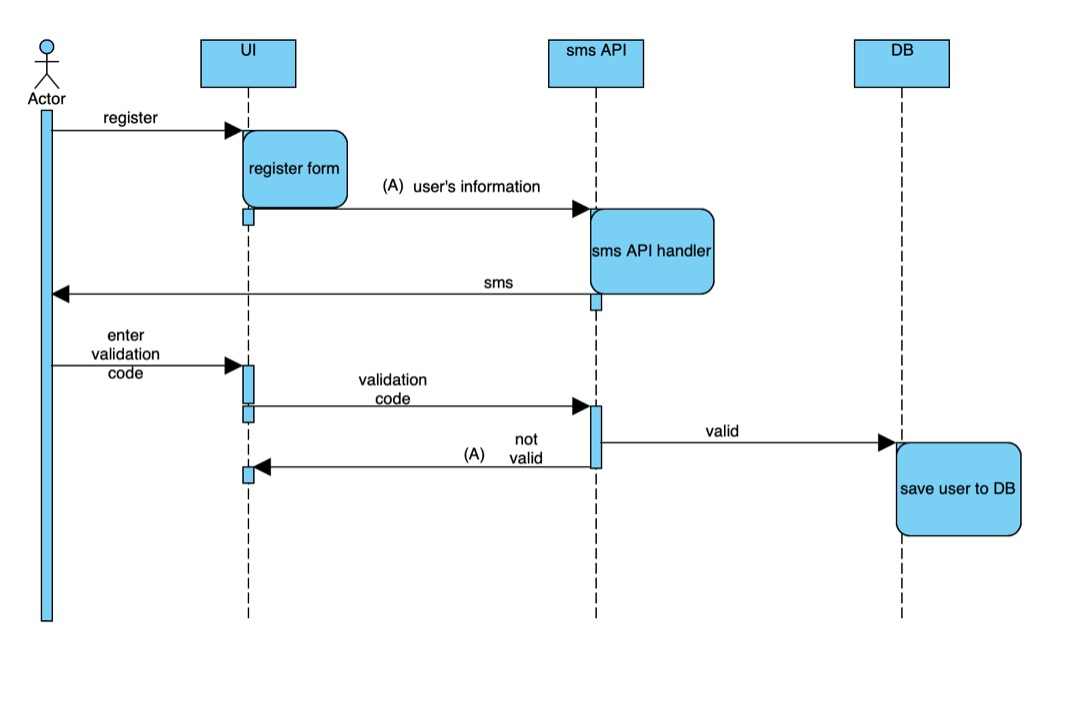 UI
sms API
DB
Actor
register
register form
(A) user's information
sms API handler
sms
enter
validation
code
validation
code
valid
not
(A) valid
save user to DB